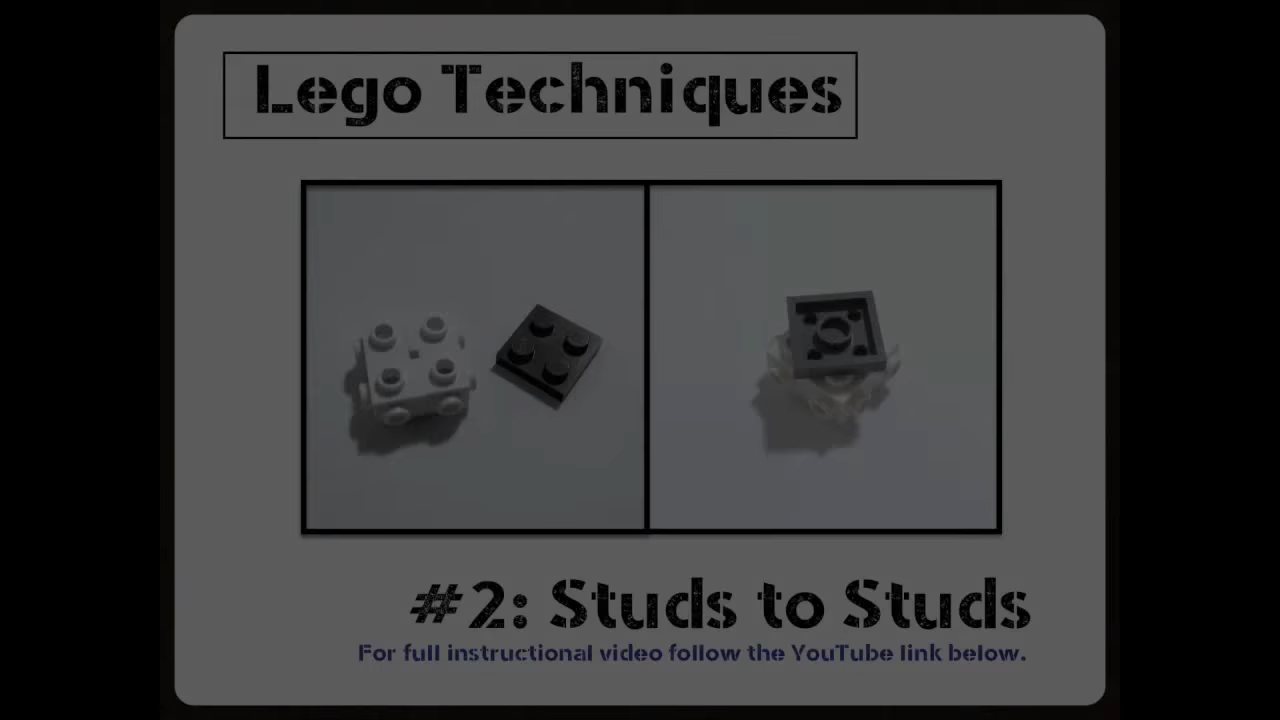 Lego Techniques
#2: Studs to Studs
For full instructional video follow the YouTube link below.